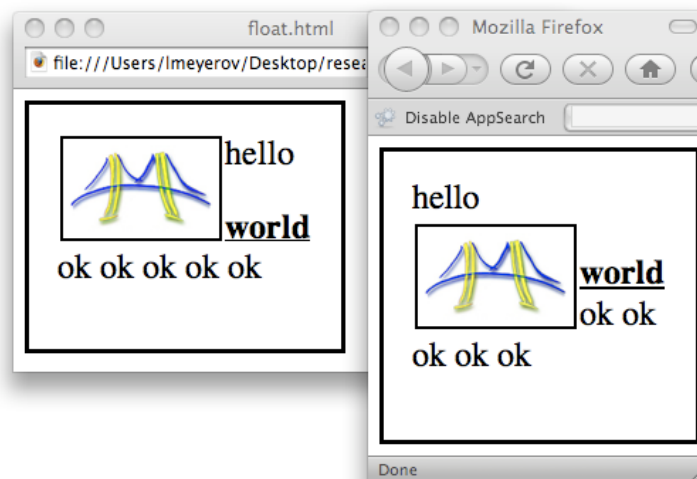 float.html
file:///Users/lmeyerov/Desktop/resea
hello
world
ok ok ok ok ok
Mozilla Firefox
Disable AppSearch
hello
world
ok ok
ok ok ok
Done